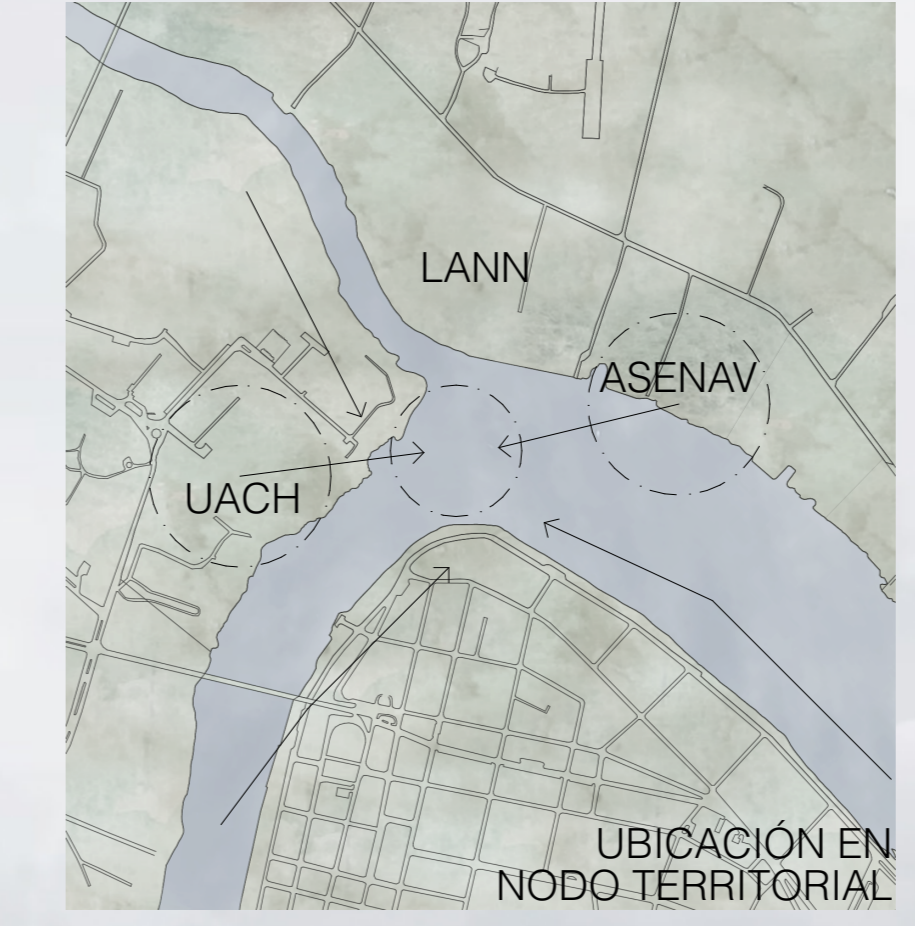 LANN
ASENAV
UACH
UBICACIÓN EN
NODO TERRITORIAL